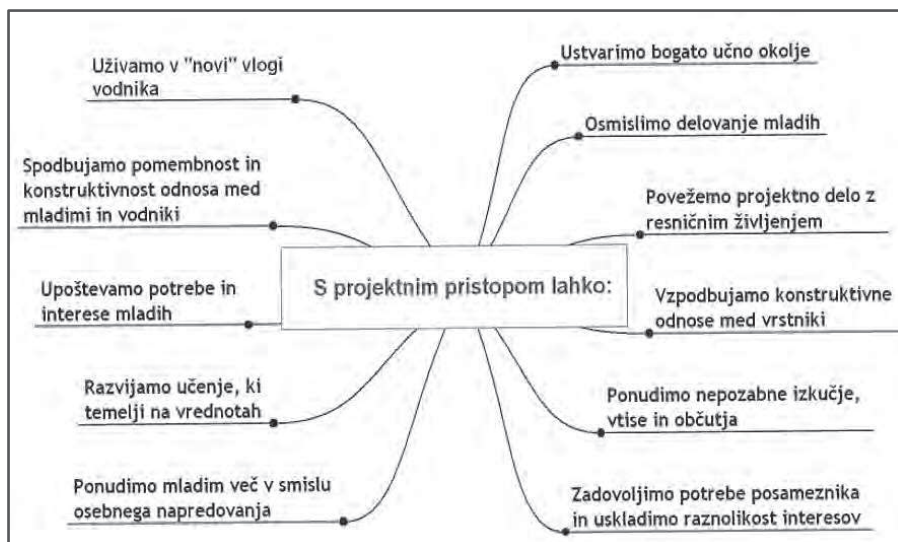 Uživamo v "novi" vlogi
vodnika
Spodbujamo pomembnost in
konstruktivnost odnosa med
mladimi in vodniki
Upoštevamo potrebe in
interese mladih
Razvijamo učenje, ki
temelji na vrednotah
Ponudimo mladim več v smislu
osebnega napredovanja
S projektnim pristopom lahko:
Ustvarimo bogato učno okolje
Osmislimo delovanje mladih
Povežemo projektno delo z
resničnim življenjem
Vzpodbujamo konstruktivne
odnose med vrstniki
Ponudimo nepozabne izkučje,
vtise in občutja
Zadovoljimo potrebe posameznika
in uskladimo raznolikost interesov